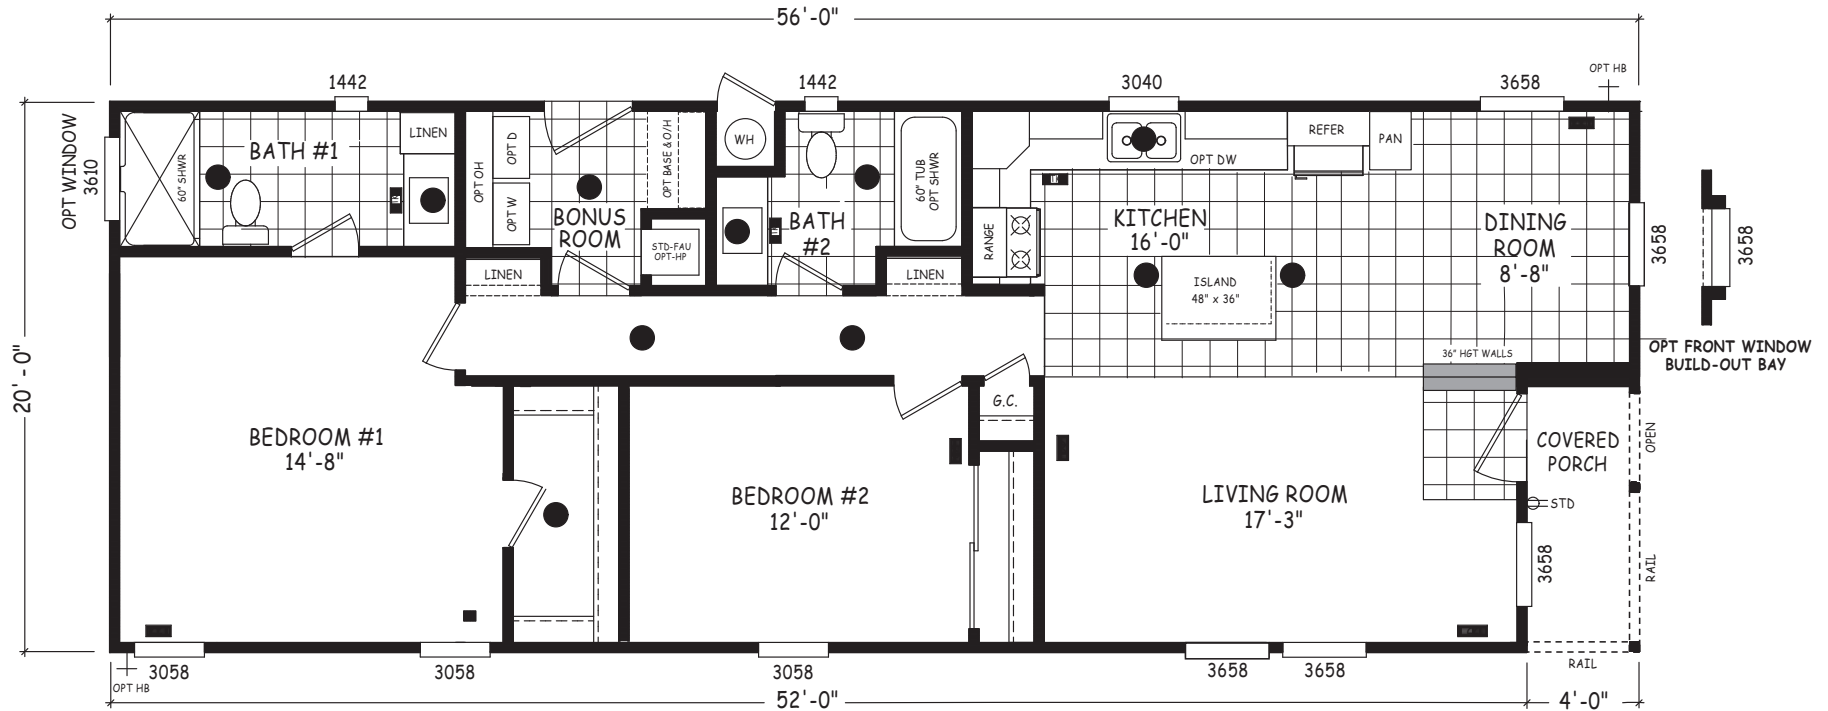 56'-0"
1442
1442
3040
3658
OPT HB
OPT WINDOW
3610
60" SHWR
BATH #1
LINEN
OPT OH
OPT D
OPT W
BONUS
ROOM
OPT BASE & O/H
STD-FAU
OPT-HP
WH
BATH
#2
60" TUB
OPT SHWR
LINEN
LINEN
RANGE
OPT DW
REFER
PAN
KITCHEN
16'-0"
ISLAND
48" x 36"
DINING
ROOM
8'-8"
3658
3658
OPT FRONT WINDOW
BUILD-OUT BAY
36" HGT WALLS
20'-0"
BEDROOM #1
14'-8"
BEDROOM #2
12'-0"
G.C.
LIVING ROOM
17'-3"
COVERED
PORCH
OPEN
STD
3658
RAIL
RAIL
OPT HB
3058
3058
3058
3658
3658
52'-0"
4'-0"